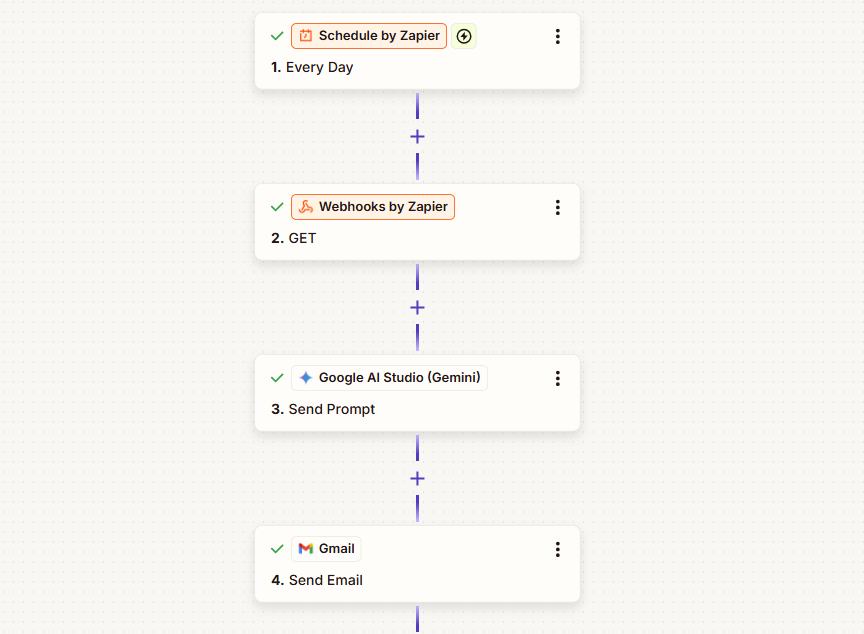 Schedule by Zapier
1. Every Day
Webhooks by Zapier
2. GET
Google AI Studio (Gemini)
3. Send Prompt
Gmail
4. Send Email